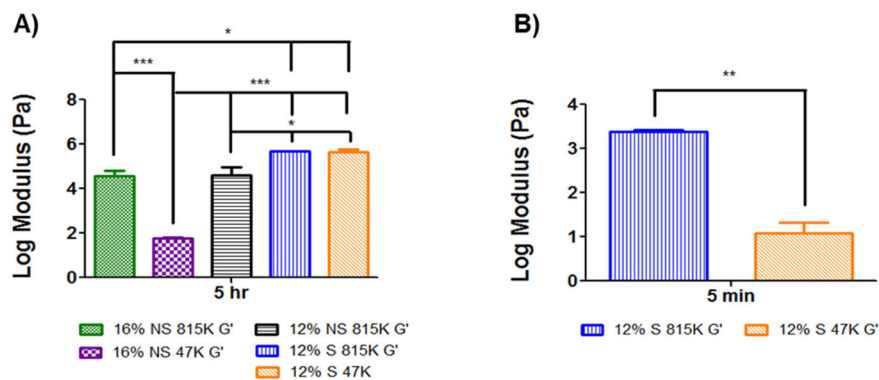 A)
B)
*
***
***
*
**
Log Modulus (Pa)
8
6
4
2
0
5 hr
16% NS 815K G'
12% NS 815K G'
16% NS 47K G'
12% S 815K G'
12% S 47K
Log Modulus (Pa)
4
3
2
1
0
5 min
12% S 815K G'
12% S 47K G'